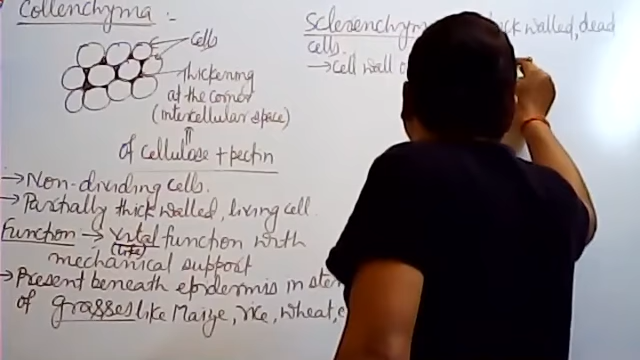 Collenchyma :-
cells
Thickening
at the corner
(intercellular space)
of cellulose + pectin
→ Non-dividing cells.
→ Partially thick walled, living cell
Function → vital function with
(life)
mechanical support
→ Present beneath epidermis in stem
of grasses like Maize, rice, wheat,
Sclerenchyma walled, dead
cells.
→ Cell wall